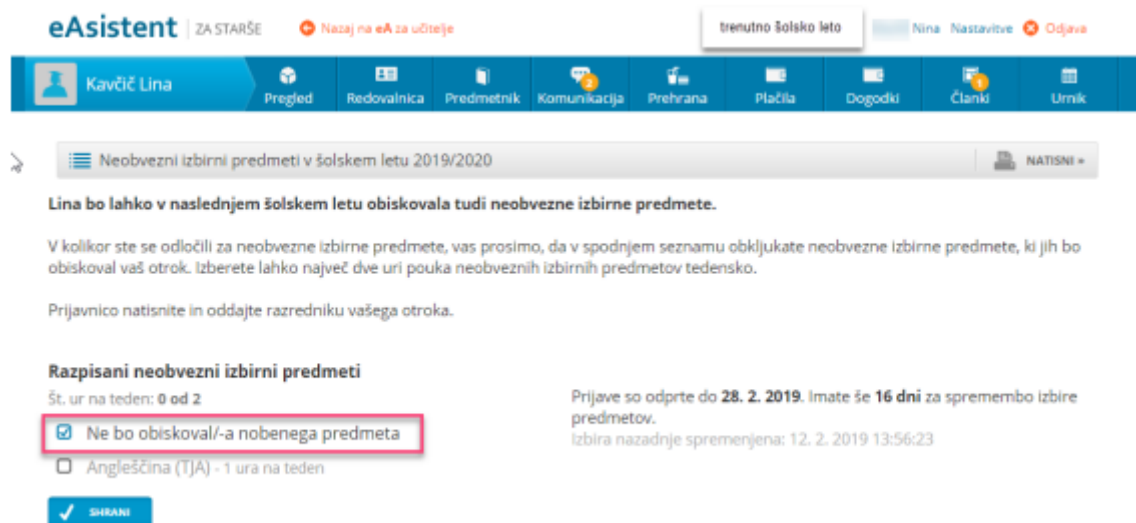 eAsistent ZA STARŠE Nazaj na eA za učitelje trenutno šolsko leto Nina Nastavitve Odjava
Kavčič Lina Pregled Redovalnica Predmetnik Komunikacija 2 Prehrana Plačila Dogodki Članki 1 Urnik
Neobvezni izbirni predmeti v šolskem letu 2019/2020 NATISNI »
Lina bo lahko v naslednjem šolskem letu obiskovala tudi neobvezne izbirne predmete.
V kolikor ste se odločili za neobvezne izbirne predmete, vas prosimo, da v spodnjem seznamu obkljukate neobvezne izbirne predmete, ki jih bo
obiskoval vaš otrok. Izberete lahko največ dve uri pouka neobveznih izbirnih predmetov tedensko.
Prijavnico natisnite in oddajte razredniku vašega otroka.
Razpisani neobvezni izbirni predmeti
Št. ur na teden: 0 od 2
Ne bo obiskoval/-a nobenega predmeta
Angleščina (TJA) - 1 ura na teden
SHRANI
Prijave so odprte do 28. 2. 2019. Imate še 16 dni za spremembo izbire
predmetov.
Izbira nazadnje spremenjena: 12. 2. 2019 13:56:23